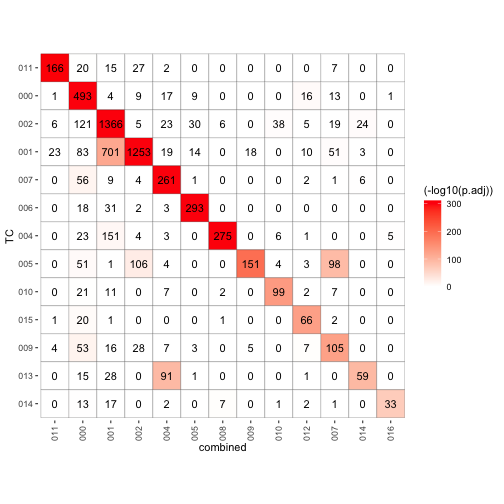 011 166 20 15 27 2 0 0 0 0 0 7 0 0
000 1 493 4 9 17 9 0 0 0 16 13 0 1
002 6 121 1366 5 23 30 6 0 38 5 19 24 0
001 23 83 701 1253 19 14 0 18 0 10 51 3 0
007 0 56 9 4 261 1 0 0 0 2 1 6 0
006 0 18 31 2 3 293 0 0 0 0 0 0 0
004 0 23 151 4 3 0 275 0 6 1 0 0 5
005 0 51 1 106 4 0 0 151 4 3 98 0 0
010 0 21 11 0 7 0 2 0 99 2 7 0 0
015 1 20 1 0 0 0 1 0 0 66 2 0 0
009 4 53 16 28 7 3 0 5 0 7 105 0 0
013 0 15 28 0 91 1 0 0 0 1 0 59 0
014 0 13 17 0 2 0 7 0 1 2 1 0 33
011 000 001 002 004 005 008 009 010 012 007 014 016
combined
TC
(-log10(p.adj))
300
200
100
0